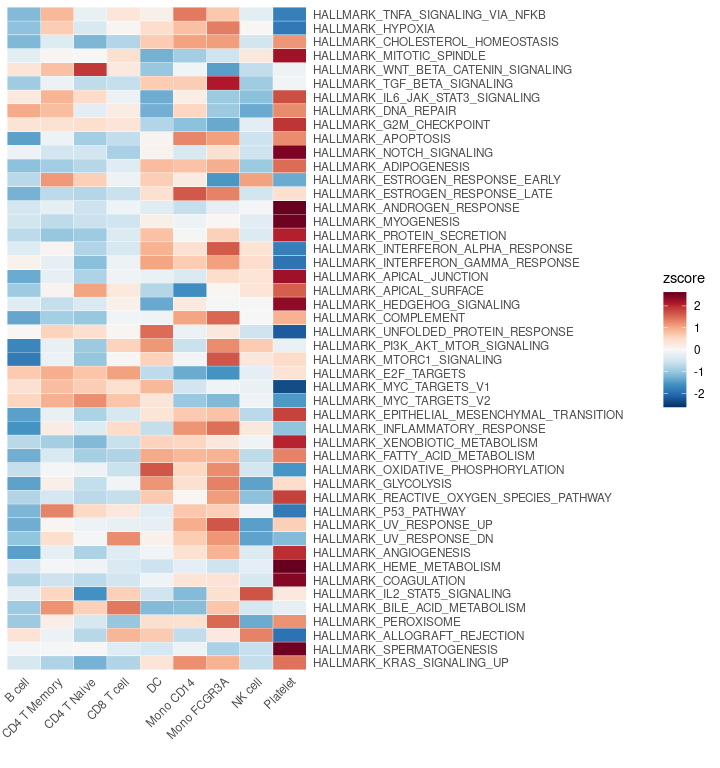 HALLMARK_TNFA_SIGNALING_VIA_NFKB
HALLMARK_HYPOXIA
HALLMARK_CHOLESTEROL_HOMEOSTASIS
HALLMARK_MITOTIC_SPINDLE
HALLMARK_WNT_BETA_CATENIN_SIGNALING
HALLMARK_TGF_BETA_SIGNALING
HALLMARK_IL6_JAK_STAT3_SIGNALING
HALLMARK_DNA_REPAIR
HALLMARK_G2M_CHECKPOINT
HALLMARK_APOPTOSIS
HALLMARK_NOTCH_SIGNALING
HALLMARK_ADIPOGENESIS
HALLMARK_ESTROGEN_RESPONSE_EARLY
HALLMARK_ESTROGEN_RESPONSE_LATE
HALLMARK_ANDROGEN_RESPONSE
HALLMARK_MYOGENESIS
HALLMARK_PROTEIN_SECRETION
HALLMARK_INTERFERON_ALPHA_RESPONSE
HALLMARK_INTERFERON_GAMMA_RESPONSE
HALLMARK_APICAL_JUNCTION
HALLMARK_APICAL_SURFACE
HALLMARK_HEDGEHOG_SIGNALING
HALLMARK_COMPLEMENT
HALLMARK_UNFOLDED_PROTEIN_RESPONSE
HALLMARK_PI3K_AKT_MTOR_SIGNALING
HALLMARK_MTORC1_SIGNALING
HALLMARK_E2F_TARGETS
HALLMARK_MYC_TARGETS_V1
HALLMARK_MYC_TARGETS_V2
HALLMARK_EPITHELIAL_MESENCHYMAL_TRANSITION
HALLMARK_INFLAMMATORY_RESPONSE
HALLMARK_XENOBIOTIC_METABOLISM
HALLMARK_FATTY_ACID_METABOLISM
HALLMARK_OXIDATIVE_PHOSPHORYLATION
HALLMARK_GLYCOLYSIS
HALLMARK_REACTIVE_OXYGEN_SPECIES_PATHWAY
HALLMARK_P53_PATHWAY
HALLMARK_UV_RESPONSE_UP
HALLMARK_UV_RESPONSE_DN
HALLMARK_ANGIOGENESIS
HALLMARK_HEME_METABOLISM
HALLMARK_COAGULATION
HALLMARK_IL2_STAT5_SIGNALING
HALLMARK_BILE_ACID_METABOLISM
HALLMARK_PEROXISOME
HALLMARK_ALLOGRAFT_REJECTION
HALLMARK_SPERMATOGENESIS
HALLMARK_KRAS_SIGNALING_UP
B cell
CD4 T Memory
CD4 T Naive
CD8 T cell
DC
Mono CD14
Mono FCGR3A
NK cell
Platelet
zscore
2
1
0
-1
-2